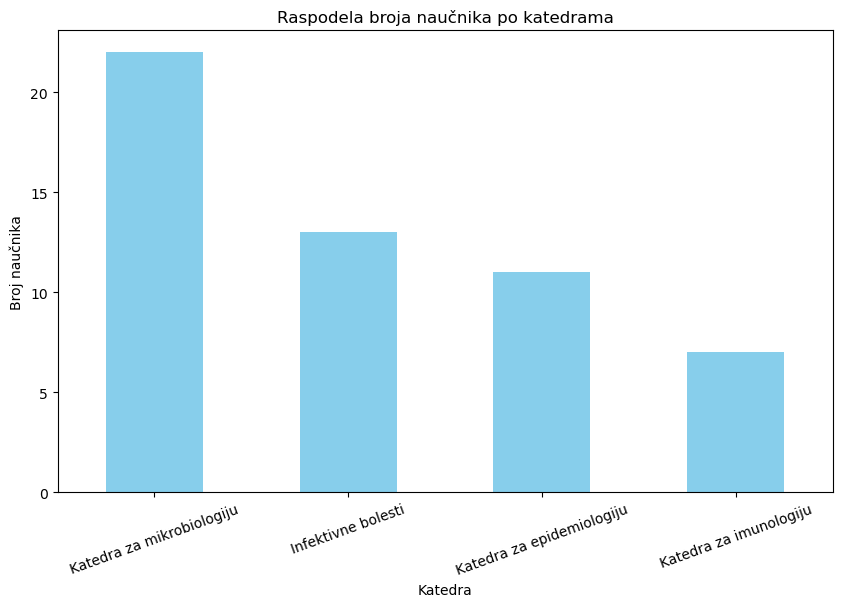 Raspodela broja naučnika po katedrama
Broj naučnika
20
15
10
5
0
Katedra za mikrobiologiju
Infektivne bolesti
Katedra za epidemiologiju
Katedra za imunologiju
Katedra